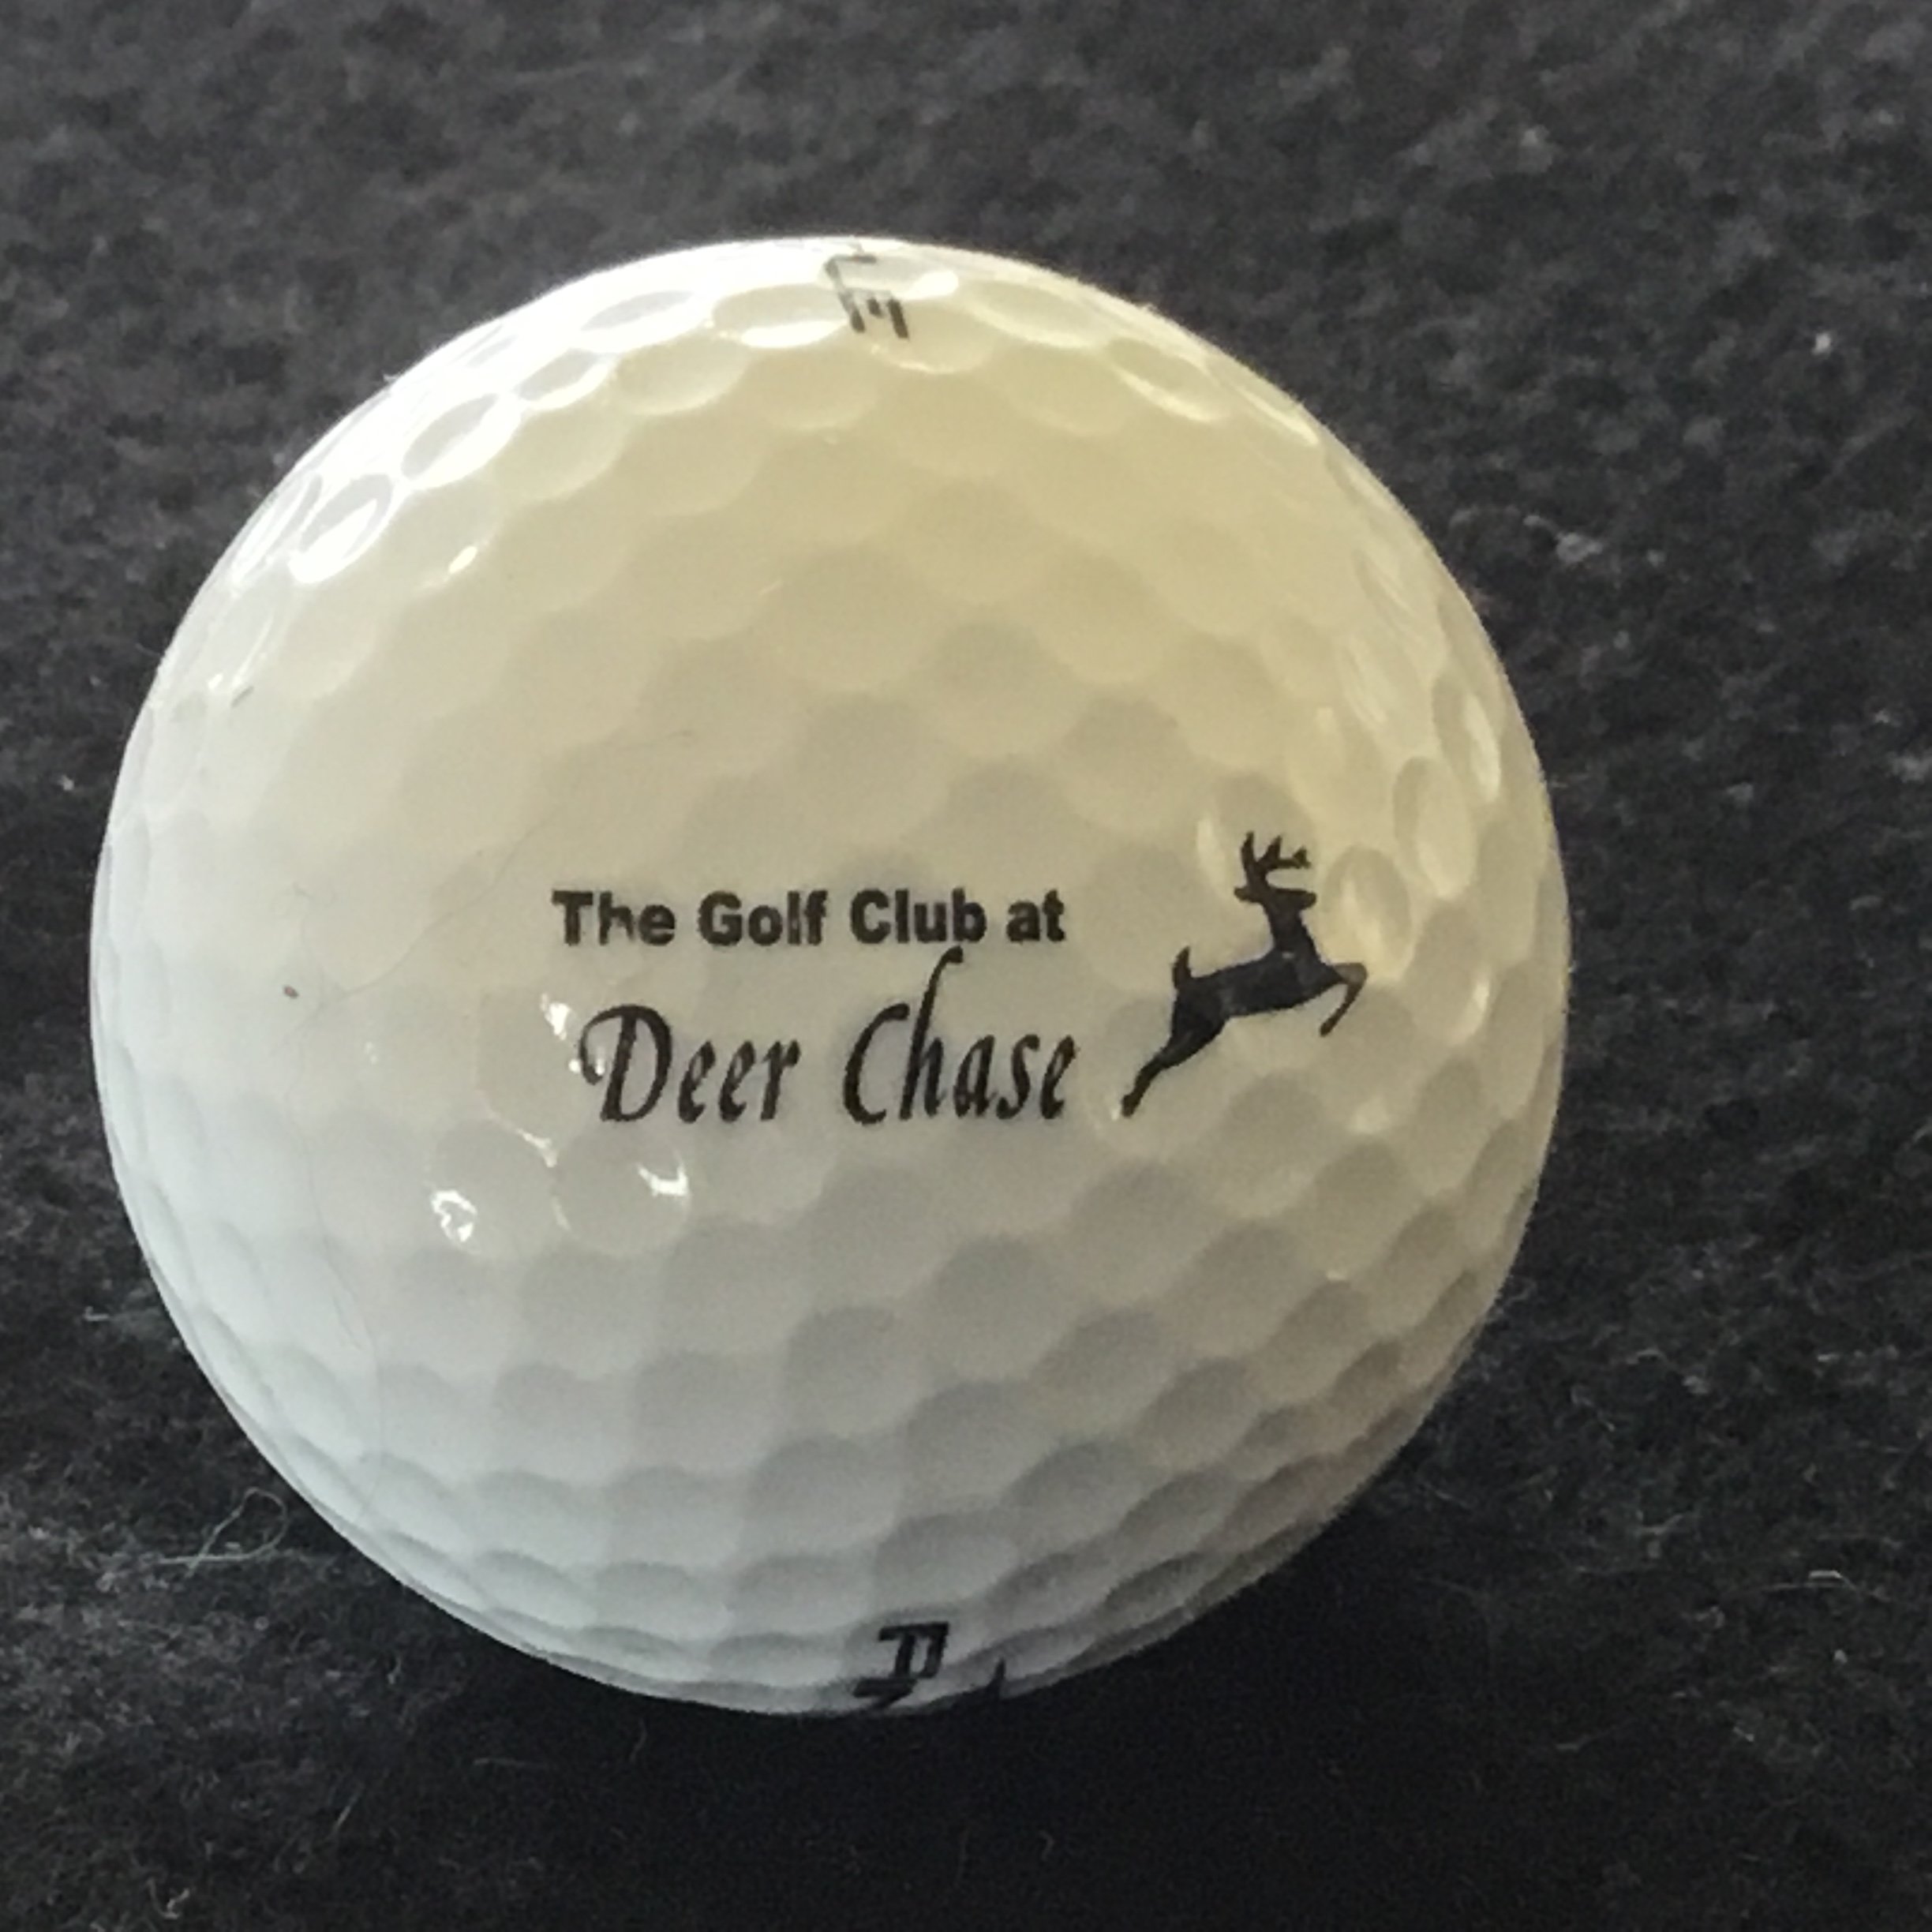 The Golf Club at
Deer Chase